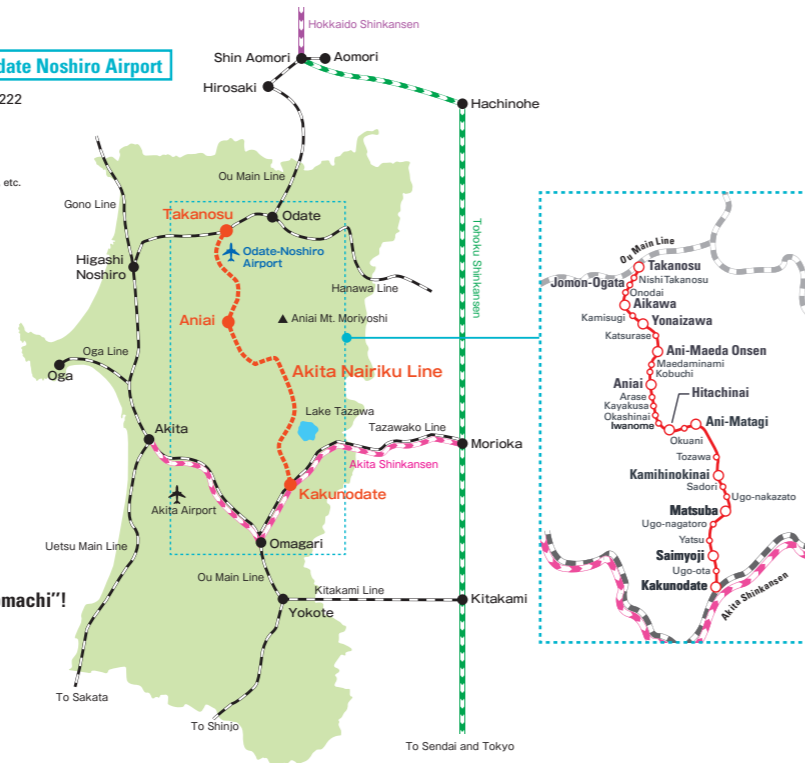 Hokkaido Shinkansen
Shin Aomori
Aomori
date Noshiro Airport
Hirosaki
222
Hachinohe
etc.
Ou Main Line
Gono Line
Takanosu
Odate
Odate-Noshiro
Airport
Higashi
Noshiro
Hanawa Line
Tohoku Shinkansen
Aniai
Aniai Mt. Moriyoshi
Oga Line
Oga
Akita Nairiku Line
Lake Tazawa
Akita
Tazawako Line
Morioka
Akita Shinkansen
Kakunodate
Akita Airport
Omagari
Uetsu Main Line
Ou Main Line
Kitakami Line
Kitakami
omachi"!
Yokote
To Sakata
To Shinjo
To Sendai and Tokyo
Ou Main Line
Takanosu
Nishi Takanosu
Jomon-Ogata
Onodai
Aikawa
Kamisugi
Yonaizawa
Katsurase
Ani-Maeda Onsen
Maedaminami
Kobuchi
Aniai
Arase
Hitachinai
Kayakusa
Okashinai
Iwanome
Ani-Matagi
Okuani
Tozawa
Kamihinokinai
Sadori
Ugo-nakazato
Matsuba
Ugo-nagatoro
Yatsu
Saimyoji
Ugo-ota
Kakunodate
Akita Shinkansen